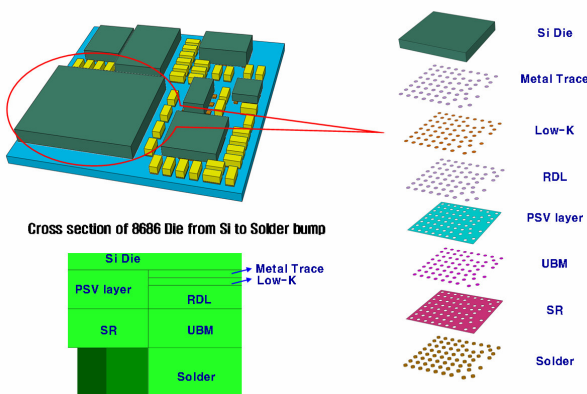 Si Die
Metal Trace
Low-K
RDL
PSV layer
UBM
SR
Solder
Cross section of 8686 Die from Si to Solder bump
Si Die
Metal Trace
Low-K
PSV layer
RDL
SR
UBM
Solder